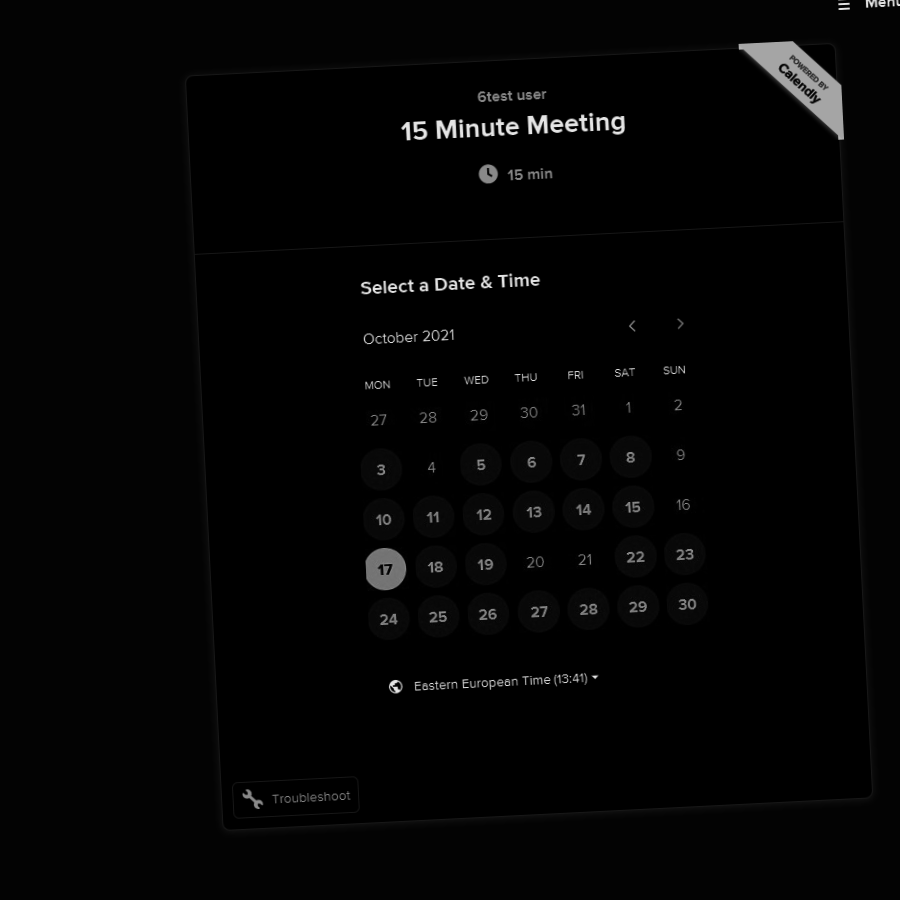 Menu
POWERED BY
Calendly
6test user
15 Minute Meeting
15 min
Select a Date & Time
October 2021
MON TUE WED THU FRI SAT SUN
27 28 29 30 31 1 2
3 4 5 6 7 8 9
10 11 12 13 14 15 16
17 18 19 20 21 22 23
24 25 26 27 28 29 30
Eastern European Time (13:41)
Troubleshoot